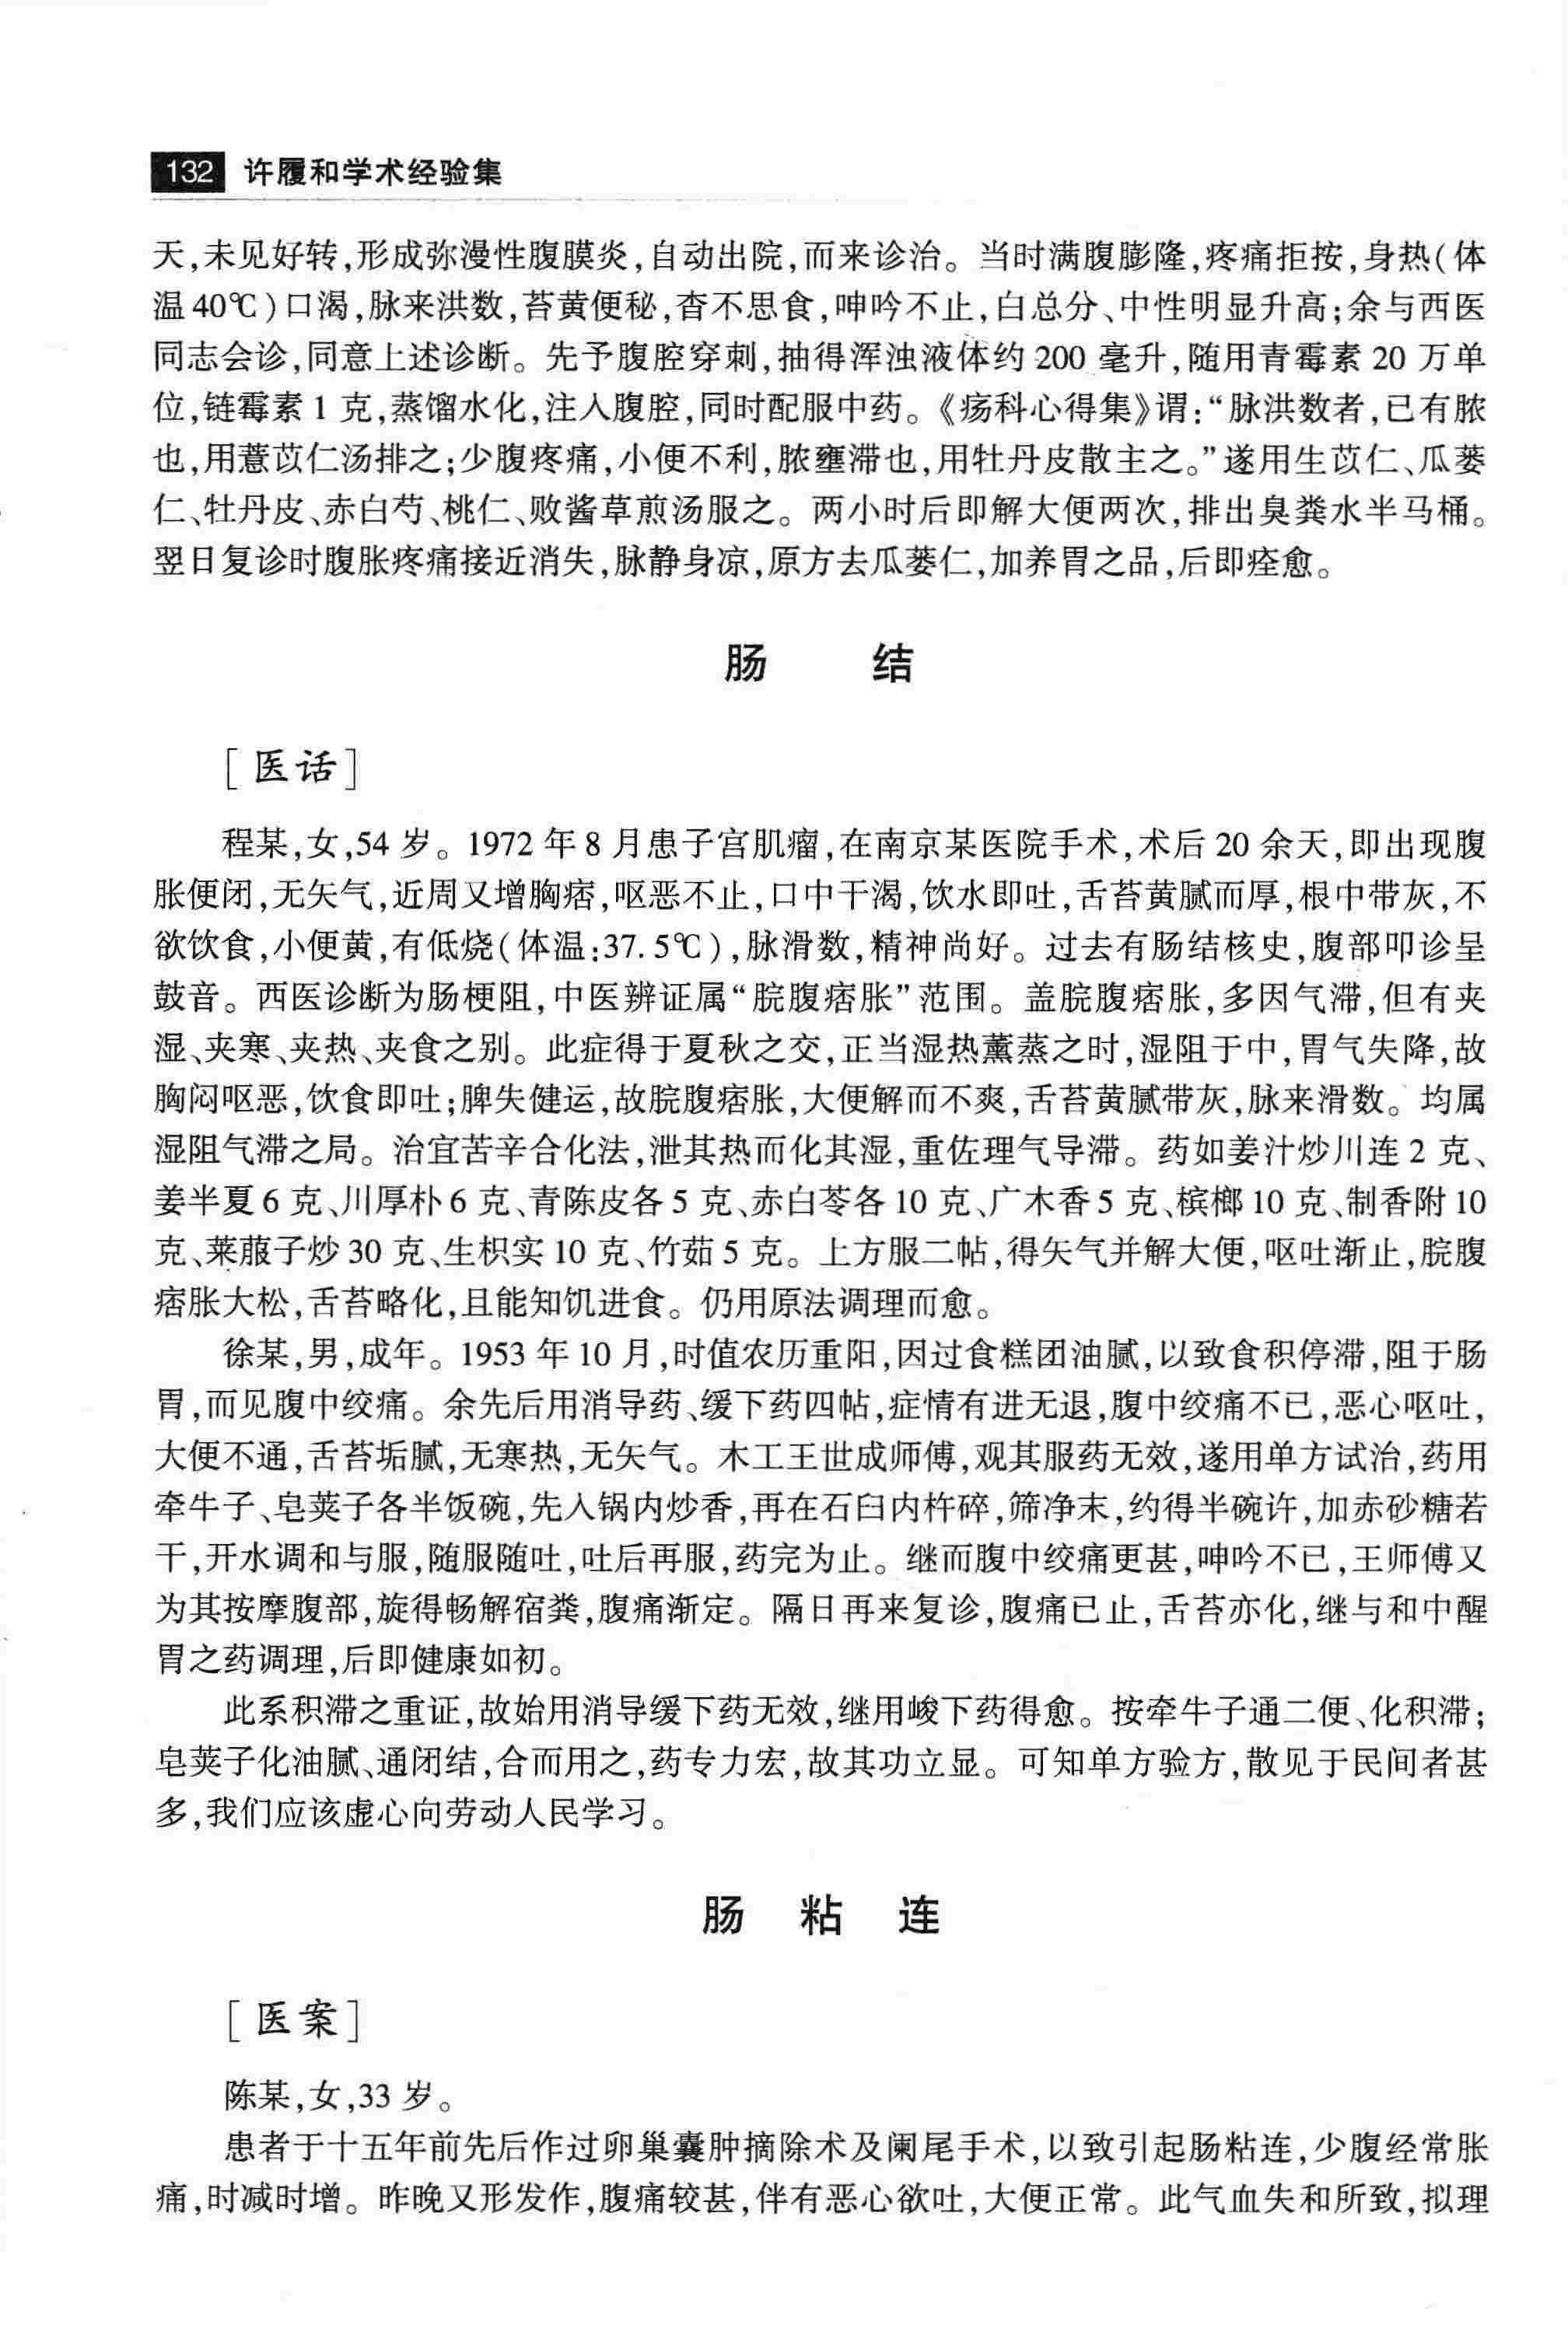 132 许履和学术经验集
天,未见好转,形成弥漫性腹膜炎,自动出院,而来诊治。当时满腹膨隆,疼痛拒按,身热(体
温40℃)口渴,脉来洪数,苔黄便秘,杳不思食,呻吟不止,白总分、中性明显升高;余与西医
同志会诊,同意上述诊断。先予腹腔穿刺,抽得浑浊液体约 200 毫升,随用青霉素 20 万单
位,链霉素 1 克,蒸馏水化,注入腹腔,同时配服中药。《疡科心得集》谓:“脉洪数者,已有脓
也,用薏苡仁汤排之;少腹疼痛,小便不利,脓壅滞也,用牡丹皮散主之。”遂用生苡仁、瓜蒌
仁、牡丹皮、赤白芍、桃仁、败酱草煎汤服之。两小时后即解大便两次,排出臭粪水半马桶。
翌日复诊时腹胀疼痛接近消失,脉静身凉,原方去瓜蒌仁,加养胃之品,后即痊愈。
肠 结
[医话]
程某,女,54 岁。1972 年 8 月患子宫肌瘤,在南京某医院手术,术后 20 余天,即出现腹
胀便闭,无矢气,近周又增胸痞,呕恶不止,口中干渴,饮水即吐,舌苔黄腻而厚,根中带灰,不
欲饮食,小便黄,有低烧(体温:37.5℃),脉滑数,精神尚好。过去有肠结核史,腹部叩诊呈
鼓音。西医诊断为肠梗阻,中医辨证属“脘腹痞胀”范围。盖脘腹痞胀,多因气滞,但有夹
湿、夹寒、夹热、夹食之别。此症得于夏秋之交,正当湿热薰蒸之时,湿阻于中,胃气失降,故
胸闷呕恶,饮食即吐;脾失健运,故脘腹痞胀,大便解而不爽,舌苔黄腻带灰,脉来滑数。均属
湿阻气滞之局。治宜苦辛合化法,泄其热而化其湿,重佐理气导滞。药如姜汁炒川连 2 克、
姜半夏 6 克、川厚朴 6 克、青陈皮各 5 克、赤白苓各 10 克、广木香 5 克、槟榔 10 克、制香附 10
克、莱菔子炒 30 克、生枳实 10 克、竹茹 5 克。上方服二帖,得矢气并解大便,呕吐渐止,脘腹
痞胀大松,舌苔略化,且能知饥进食。仍用原法调理而愈。
徐某,男,成年。1953 年 10 月,时值农历重阳,因过食糕团油腻,以致食积停滞,阻于肠
胃,而见腹中绞痛。余先后用消导药、缓下药四帖,症情有进无退,腹中绞痛不已,恶心呕吐,
大便不通,舌苔垢腻,无寒热,无矢气。木工王世成师傅,观其服药无效,遂用单方试治,药用
牵牛子、皂荚子各半饭碗,先入锅内炒香,再在石臼内杵碎,筛净末,约得半碗许,加赤砂糖若
干,开水调和与服,随服随吐,吐后再服,药完为止。继而腹中绞痛更甚,呻吟不已,王师傅又
为其按摩腹部,旋得畅解宿粪,腹痛渐定。隔日再来复诊,腹痛已止,舌苔亦化,继与和中醒
胃之药调理,后即健康如初。
此系积滞之重证,故始用消导缓下药无效,继用峻下药得愈。按牵牛子通二便、化积滞;
皂荚子化油腻、通闭结,合而用之,药专力宏,故其功立显。可知单方验方,散见于民间者甚
多,我们应该虚心向劳动人民学习。
肠 粘 连
[医案]
陈某,女,33 岁。
患者于十五年前先后作过卵巢囊肿摘除术及阑尾手术,以致引起肠粘连,少腹经常胀
痛,时减时增。昨晚又形发作,腹痛较甚,伴有恶心欲吐,大便正常。此气血失和所致,拟理